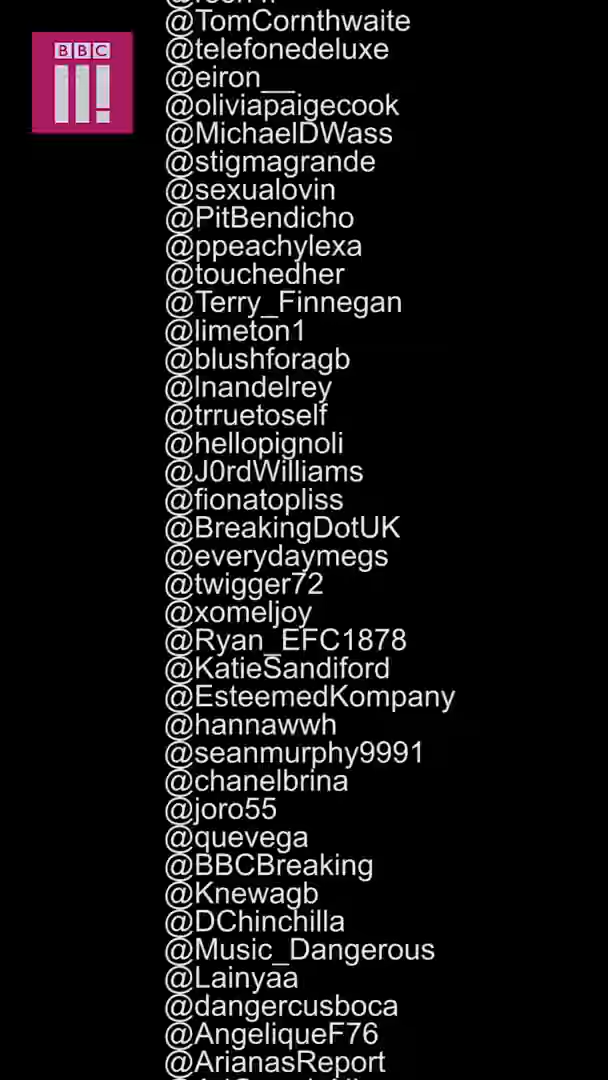 @TomCornthwaite
BBC
@telefonedeluxe
@eiron__
@oliviapaigecook
@MichaelDWass
@stigmagrande
@sexualovin
@PitBendicho
@ppeachylexa
@touchedher
@Terry_Finnegan
@limeton1
@blushforagb
@lnandelrey
@trruetoself
@hellopignoli
@J0rdWilliams
@fionatopliss
@BreakingDotUK
@everydaymegs
@twigger72
@xomeljoy
@Ryan_EFC1878
@KatieSandiford
@EsteemedKompany
@hannawwh
@seanmurphy9991
@chanelbrina
@joro55
@quevega
@BBCBreaking
@Knewagb
@DChinchilla
@Music_Dangerous
@Lainyaa
@dangercusboca
@AngeliqueF76
@ArianasReport